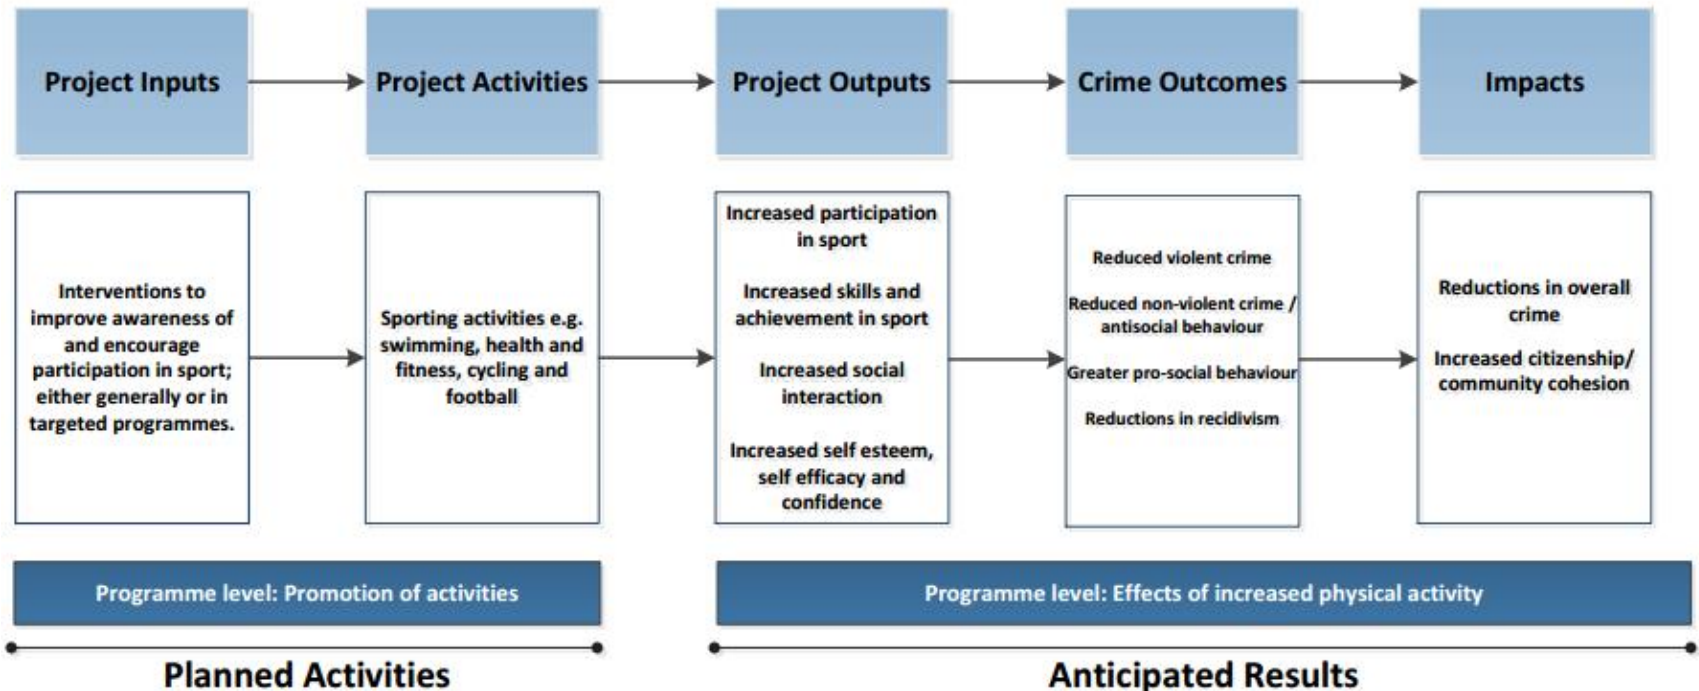 Project Inputs
Project Activities
Project Outputs
Crime Outcomes
Impacts
Interventions to
improve awareness of
and encourage
participation in sport;
either generally or in
targeted programmes.
Sporting activities e.g.
swimming, health and
fitness, cycling and
football
Increased participation
in sport
Increased skills and
achievement in sport
Increased social
interaction
Increased self esteem,
self efficacy and
confidence
Reduced violent crime
Reduced non-violent crime /
antisocial behaviour
Greater pro-social behaviour
Reductions in recidivism
Reductions in overall
crime
Increased citizenship/
community cohesion
Programme level: Promotion of activities
Programme level: Effects of increased physical activity
Planned Activities
Anticipated Results